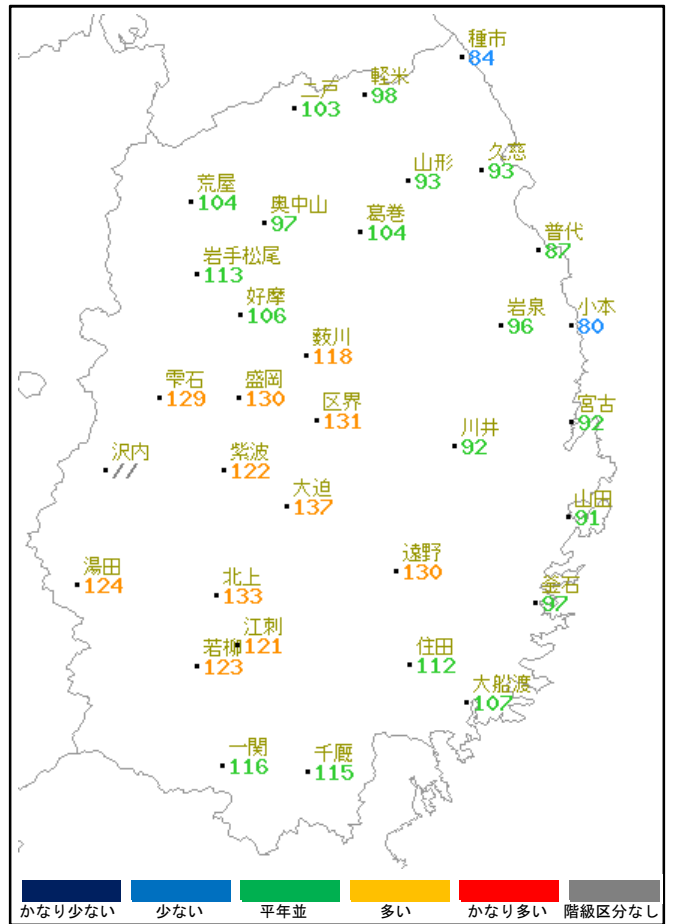 種市
84
軽米
98
二戸
103
久慈
93
山形
93
荒屋
104
奥中山
97
葛巻
104
普代
87
岩手松尾
113
好摩
106
岩泉
96
小本
80
薮川
118
雫石
129
盛岡
130
区界
131
川井
92
宮古
92
沢内
//
紫波
122
大迫
137
山田
91
湯田
124
北上
133
遠野
130
釜石
97
江刺
121
若柳
123
住田
112
大船渡
107
一関
116
千厩
115
かなり少ない 少ない 平年並 多い かなり多い 階級区分なし